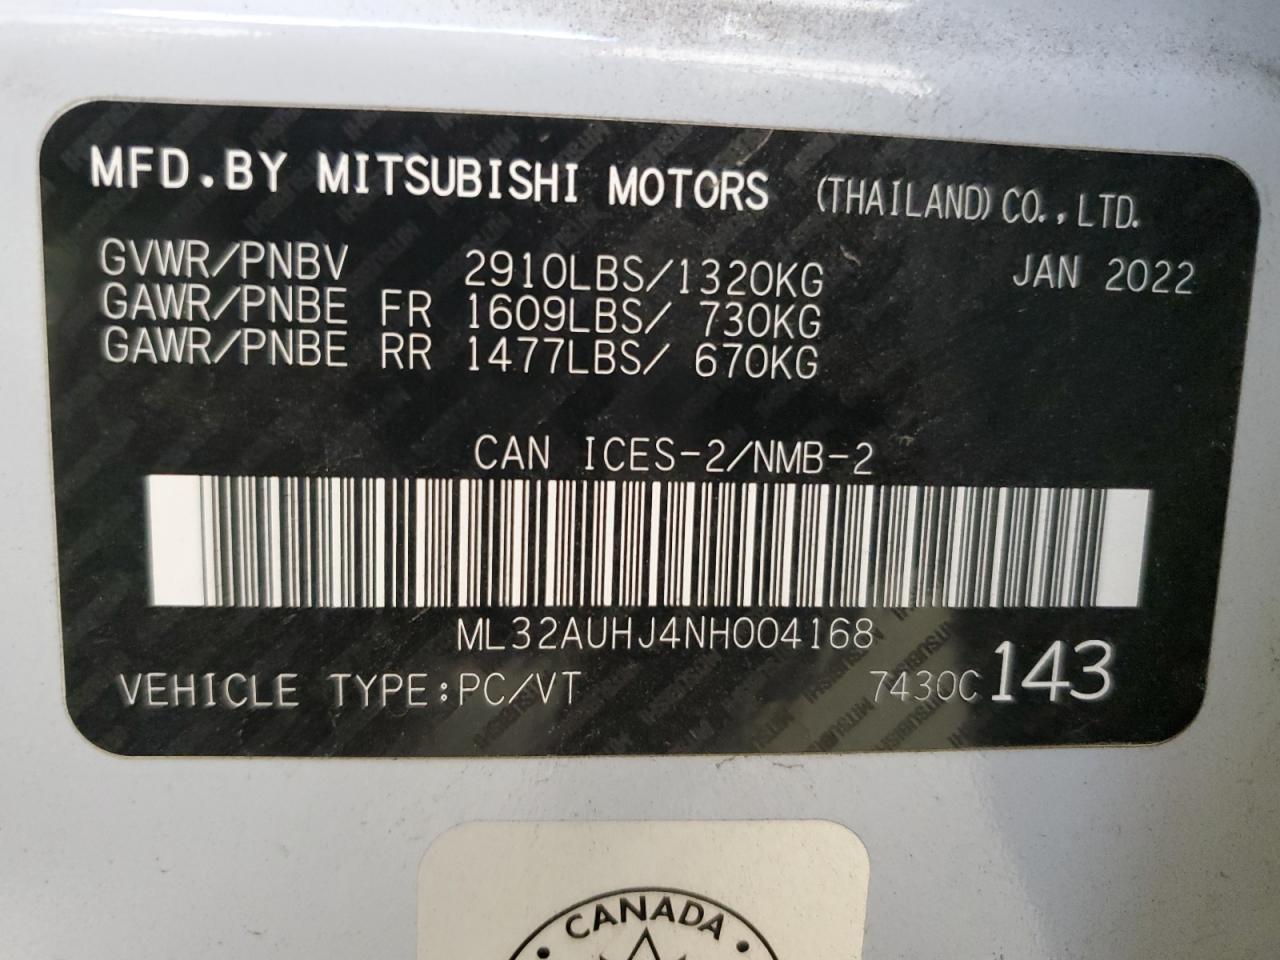 MFD.BY MITSUBISHI MOTORS (THAILAND) CO.,LTD.
GVWR/PNBV 2910LBS/1320KG JAN 2022
GAWR/PNBE FR 1609LBS/ 730KG
GAWR/PNBE RR 1477LBS/ 670KG
CAN ICES-2/NMB-2
ML32AUHJ4NH004168
VEHICLE TYPE:PC/VT 7430C 143
CANADA